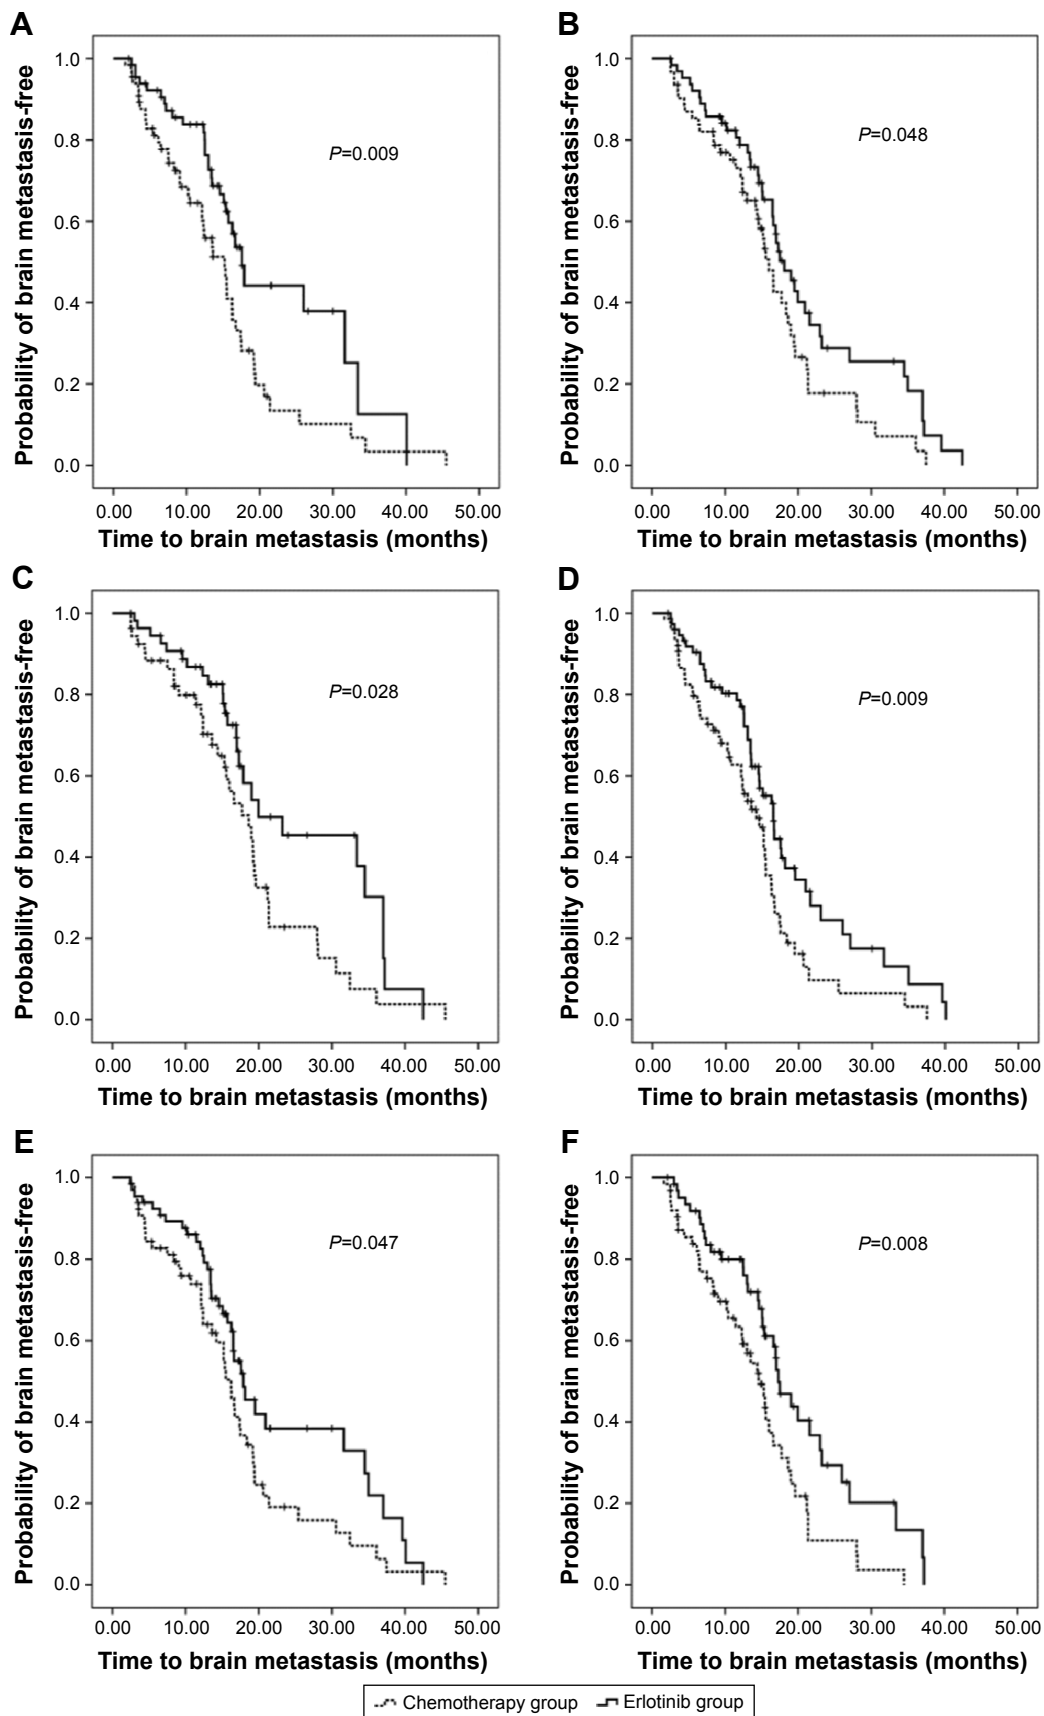 A
Probability of brain metastasis-free
1.0
0.8
0.6
0.4
0.2
0.0
P=0.009
0.00 10.00 20.00 30.00 40.00 50.00
Time to brain metastasis (months)
B
Probability of brain metastasis-free
1.0
0.8
0.6
0.4
0.2
0.0
P=0.048
0.00 10.00 20.00 30.00 40.00 50.00
Time to brain metastasis (months)
C
Probability of brain metastasis-free
1.0
0.8
0.6
0.4
0.2
0.0
P=0.028
0.00 10.00 20.00 30.00 40.00 50.00
Time to brain metastasis (months)
D
Probability of brain metastasis-free
1.0
0.8
0.6
0.4
0.2
0.0
P=0.009
0.00 10.00 20.00 30.00 40.00 50.00
Time to brain metastasis (months)
E
Probability of brain metastasis-free
1.0
0.8
0.6
0.4
0.2
0.0
P=0.047
0.00 10.00 20.00 30.00 40.00 50.00
Time to brain metastasis (months)
F
Probability of brain metastasis-free
1.0
0.8
0.6
0.4
0.2
0.0
P=0.008
0.00 10.00 20.00 30.00 40.00 50.00
Time to brain metastasis (months)
Chemotherapy group Erlotinib group